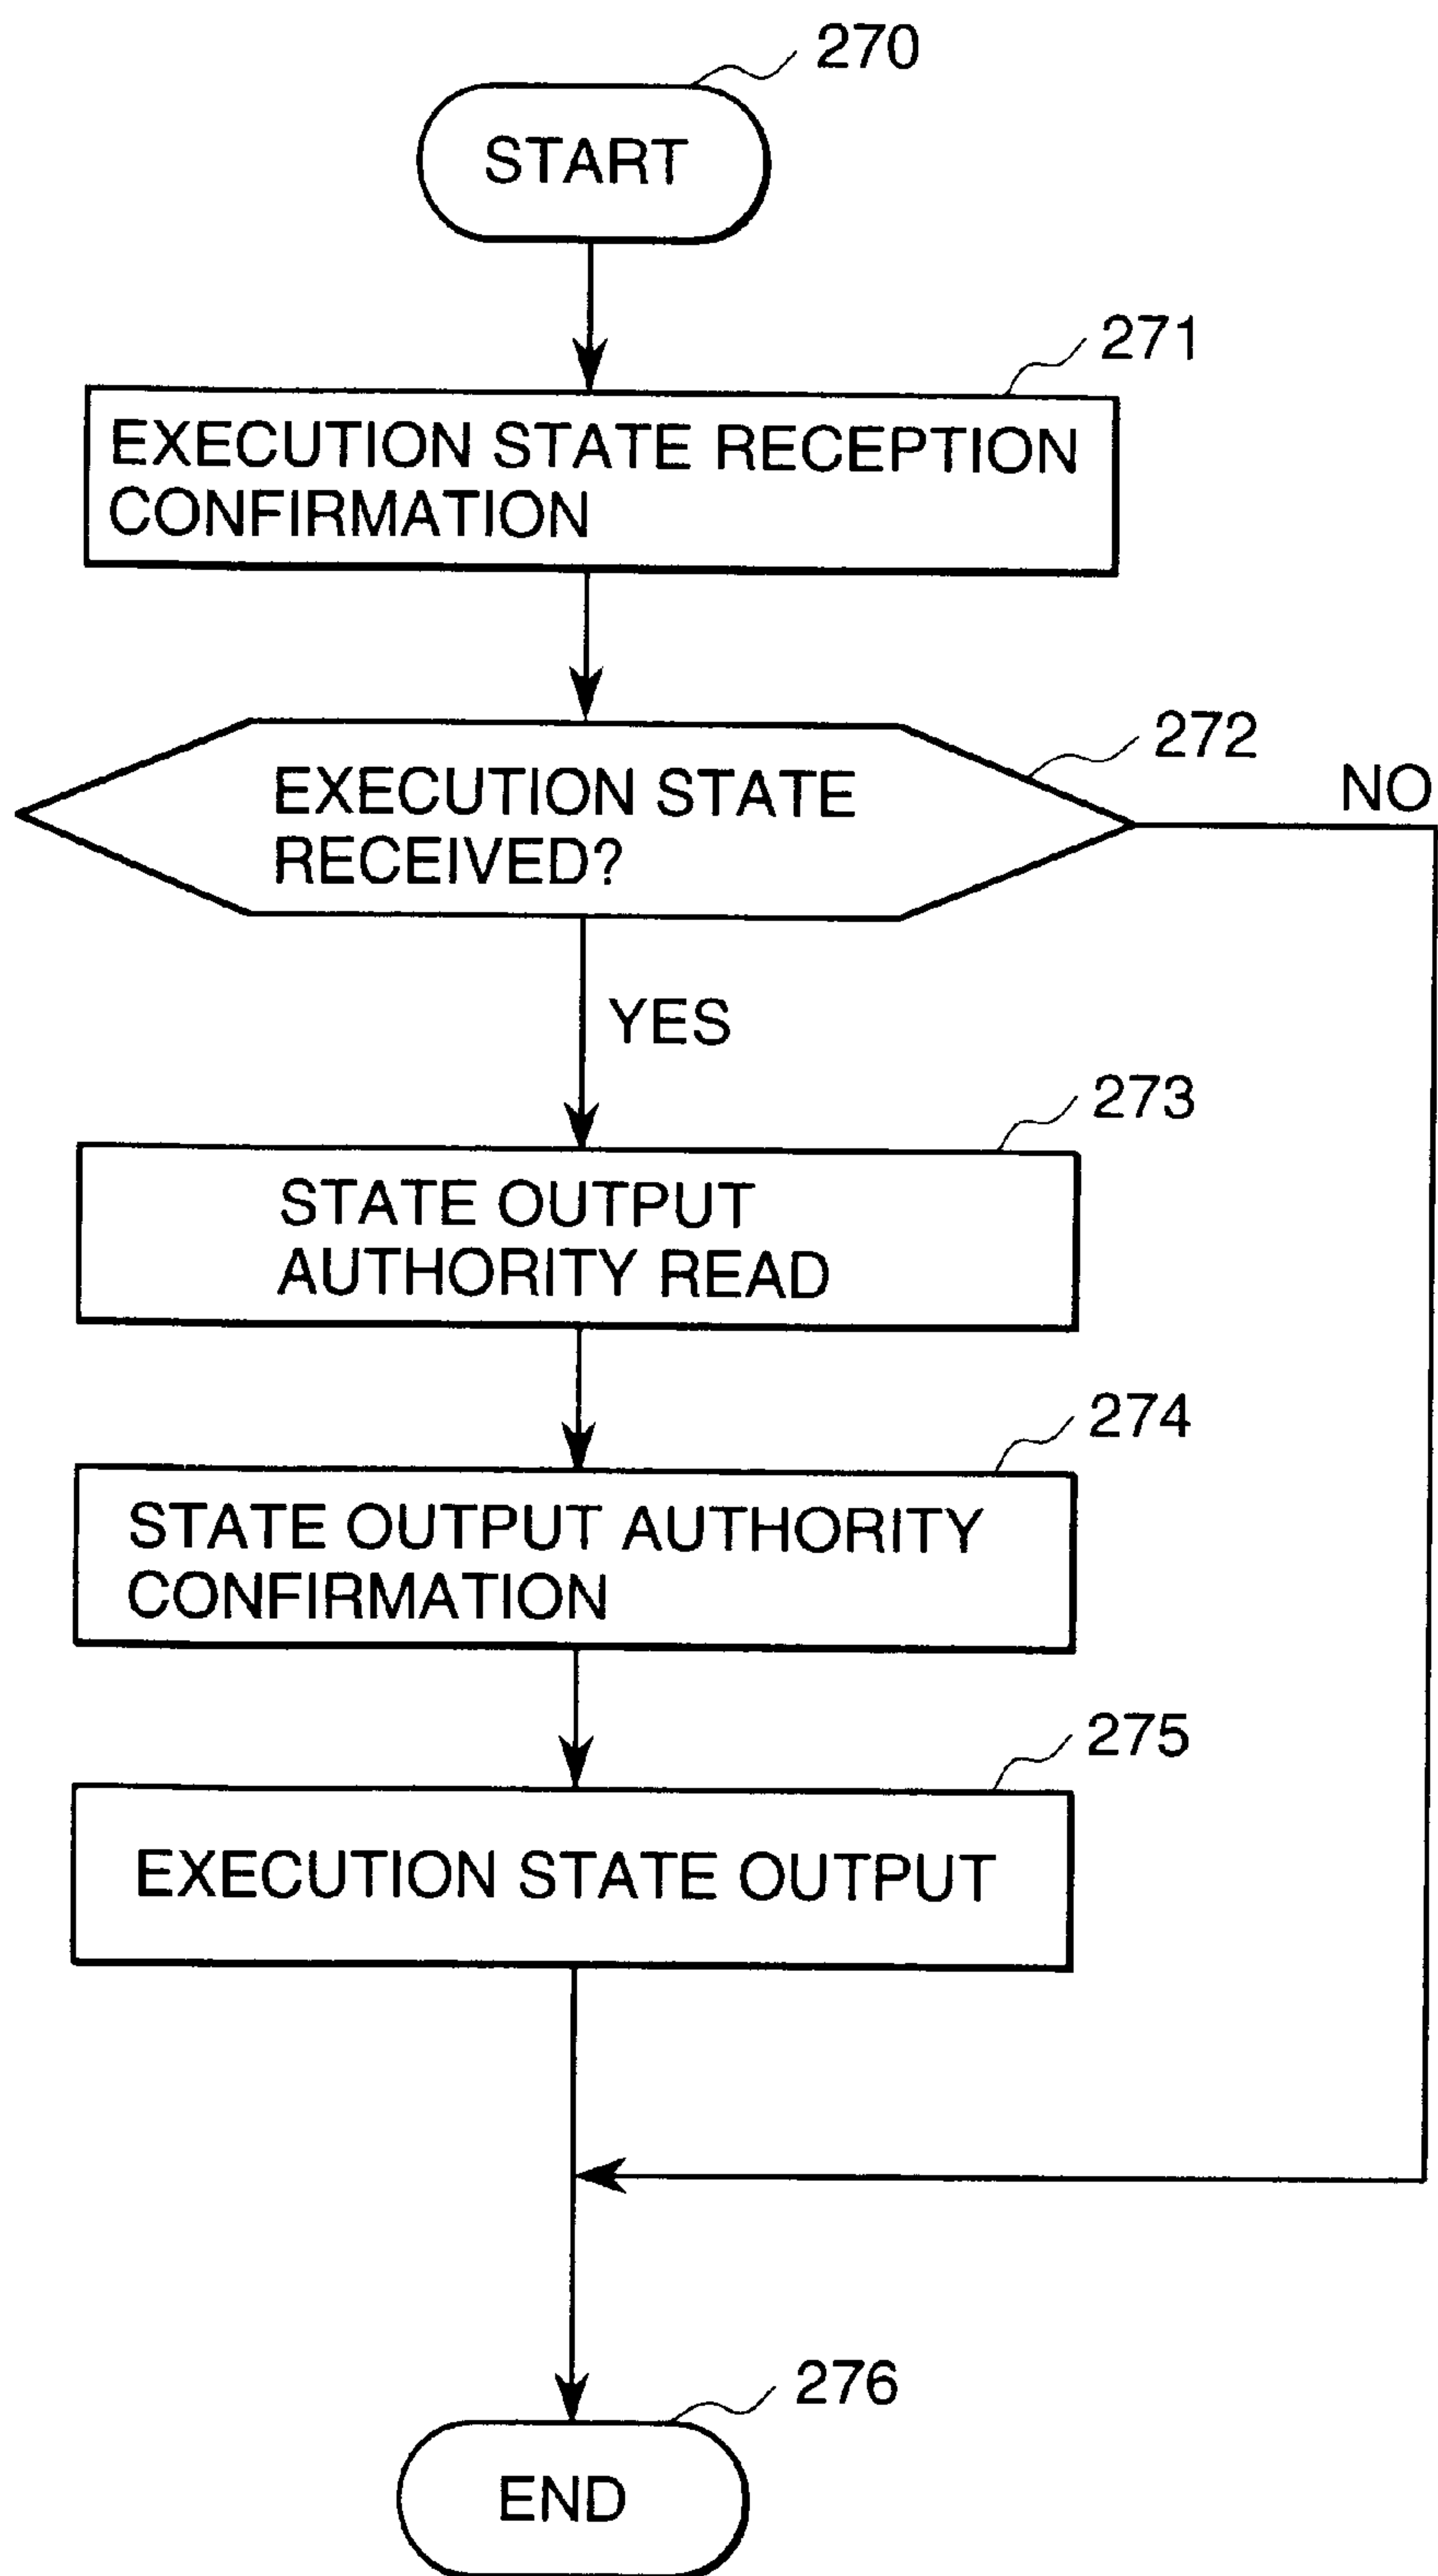 270
START
271
EXECUTION STATE RECEPTION
CONFIRMATION
272
EXECUTION STATE
RECEIVED?
NO
YES
273
STATE OUTPUT
AUTHORITY READ
274
STATE OUTPUT AUTHORITY
CONFIRMATION
275
EXECUTION STATE OUTPUT
276
END